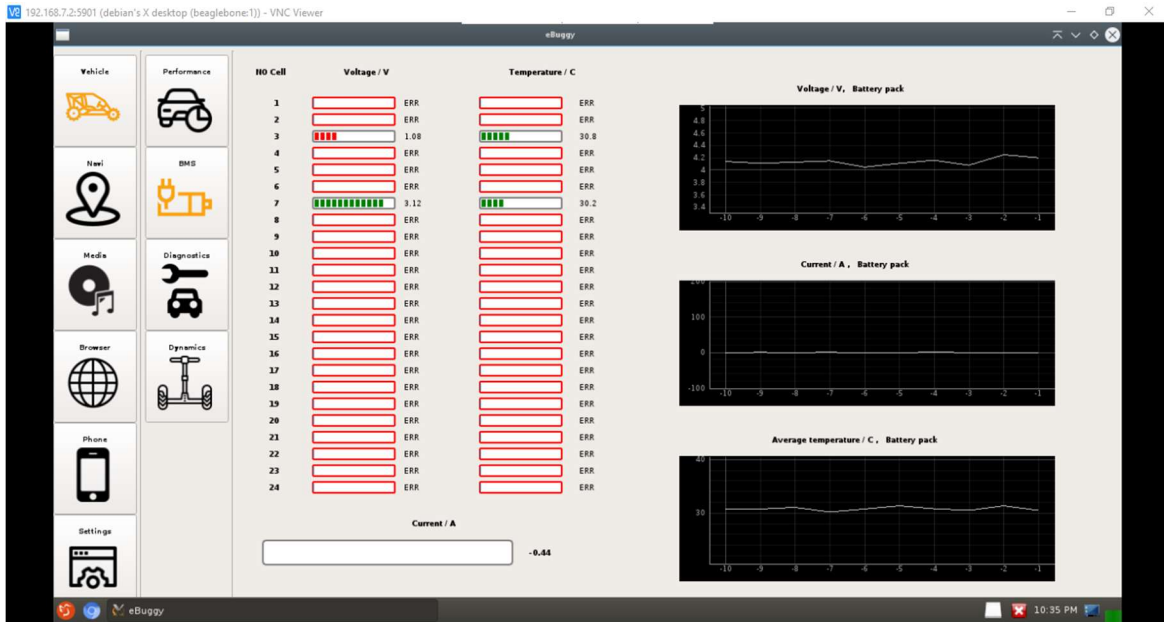 192.168.7.2:5901 (debian's X desktop (beaglebone:1)) - VNC Viewer
eBuggy
Vehicle
Navi
Media
Browser
Phone
Settings
Performance
BMS
Diagnostics
Dynamics
N0 Cell Voltage / V Temperature / C
1 ERR ERR
2 ERR ERR
3 1.08 30.8
4 ERR ERR
5 ERR ERR
6 ERR ERR
7 3.12 30.2
8 ERR ERR
9 ERR ERR
10 ERR ERR
11 ERR ERR
12 ERR ERR
13 ERR ERR
14 ERR ERR
15 ERR ERR
16 ERR ERR
17 ERR ERR
18 ERR ERR
19 ERR ERR
20 ERR ERR
21 ERR ERR
22 ERR ERR
23 ERR ERR
24 ERR ERR
Current / A
-0.44
Voltage / V, Battery pack
5
4.8
4.6
4.4
4.2
4
3.8
3.6
3.4
-10 -9 -8 -7 -6 -5 -4 -3 -2 -1
Current / A , Battery pack
200
100
0
-100
-10 -9 -8 -7 -6 -5 -4 -3 -2 -1
Average temperature / C , Battery pack
40
30
-10 -9 -8 -7 -6 -5 -4 -3 -2 -1
eBuggy
10:35 PM